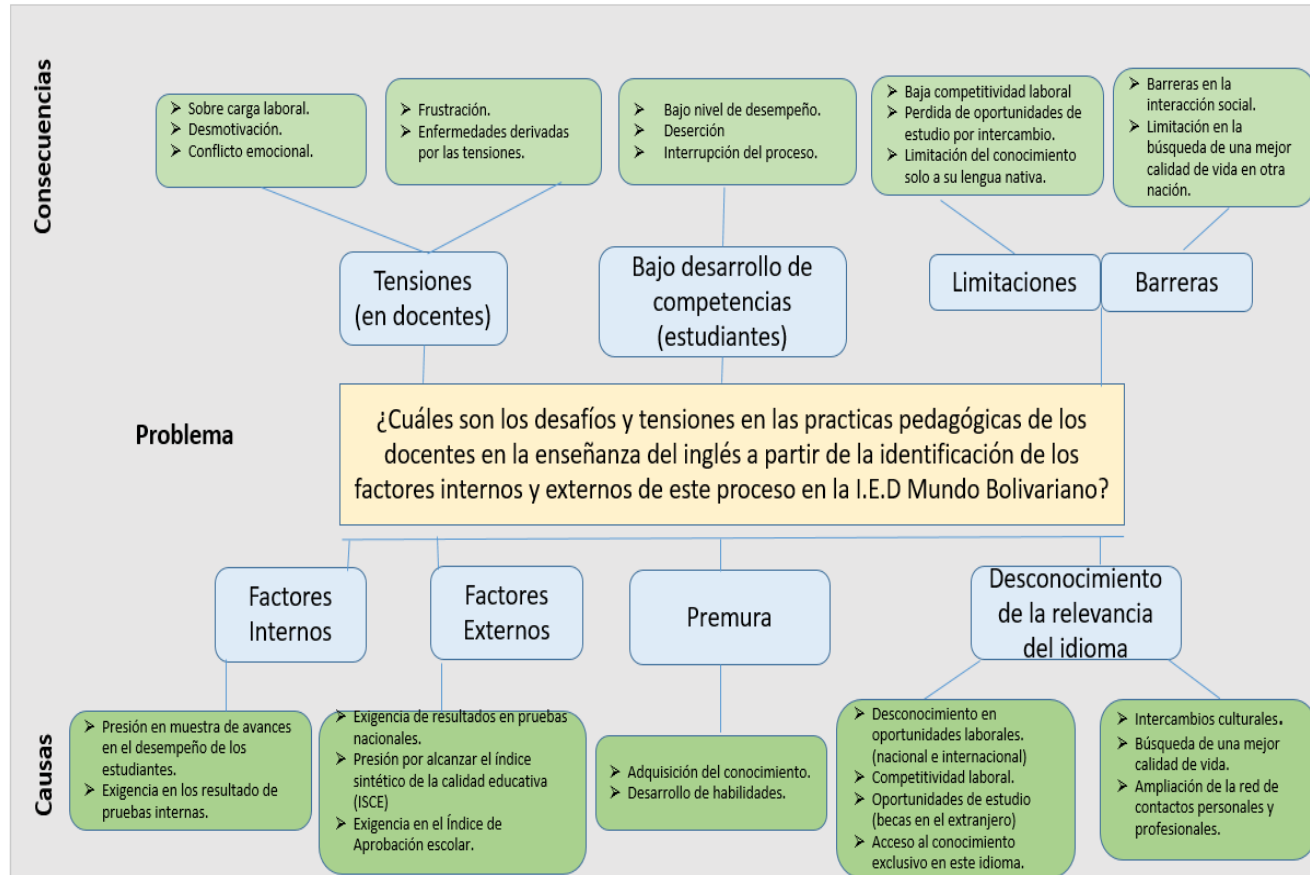 Consecuencias
➢ Sobre carga laboral.
➢ Desmotivación.
➢ Conflicto emocional.
➢ Frustración.
➢ Enfermedades derivadas
por las tensiones.
➢ Bajo nivel de desempeño.
➢ Deserción
➢ Interrupción del proceso.
➢ Baja competitividad laboral
➢ Perdida de oportunidades de
estudio por intercambio.
➢ Limitación del conocimiento
solo a su lengua nativa.
➢ Barreras en la
interacción social.
➢ Limitación en la
búsqueda de una mejor
calidad de vida en otra
nación.
Tensiones
(en docentes)
Bajo desarrollo de
competencias
(estudiantes)
Limitaciones
Barreras
Problema
¿Cuáles son los desafíos y tensiones en las practicas pedagógicas de los
docentes en la enseñanza del inglés a partir de la identificación de los
factores internos y externos de este proceso en la I.E.D Mundo Bolivariano?
Factores
Internos
Factores
Externos
Premura
Desconocimiento
de la relevancia
del idioma
Causas
➢ Presión en muestra de avances
en el desempeño de los
estudiantes.
➢ Exigencia en los resultado de
pruebas internas.
➢ Exigencia de resultados en pruebas
nacionales.
➢ Presión por alcanzar el índice
sintético de la calidad educativa
(ISCE)
➢ Exigencia en el Índice de
Aprobación escolar.
➢ Adquisición del conocimiento.
➢ Desarrollo de habilidades.
➢ Desconocimiento en
oportunidades laborales.
(nacional e internacional)
➢ Competitividad laboral.
➢ Oportunidades de estudio
(becas en el extranjero)
➢ Acceso al conocimiento
exclusivo en este idioma.
➢ Intercambios culturales.
➢ Búsqueda de una mejor
calidad de vida.
➢ Ampliación de la red de
contactos personales y
profesionales.